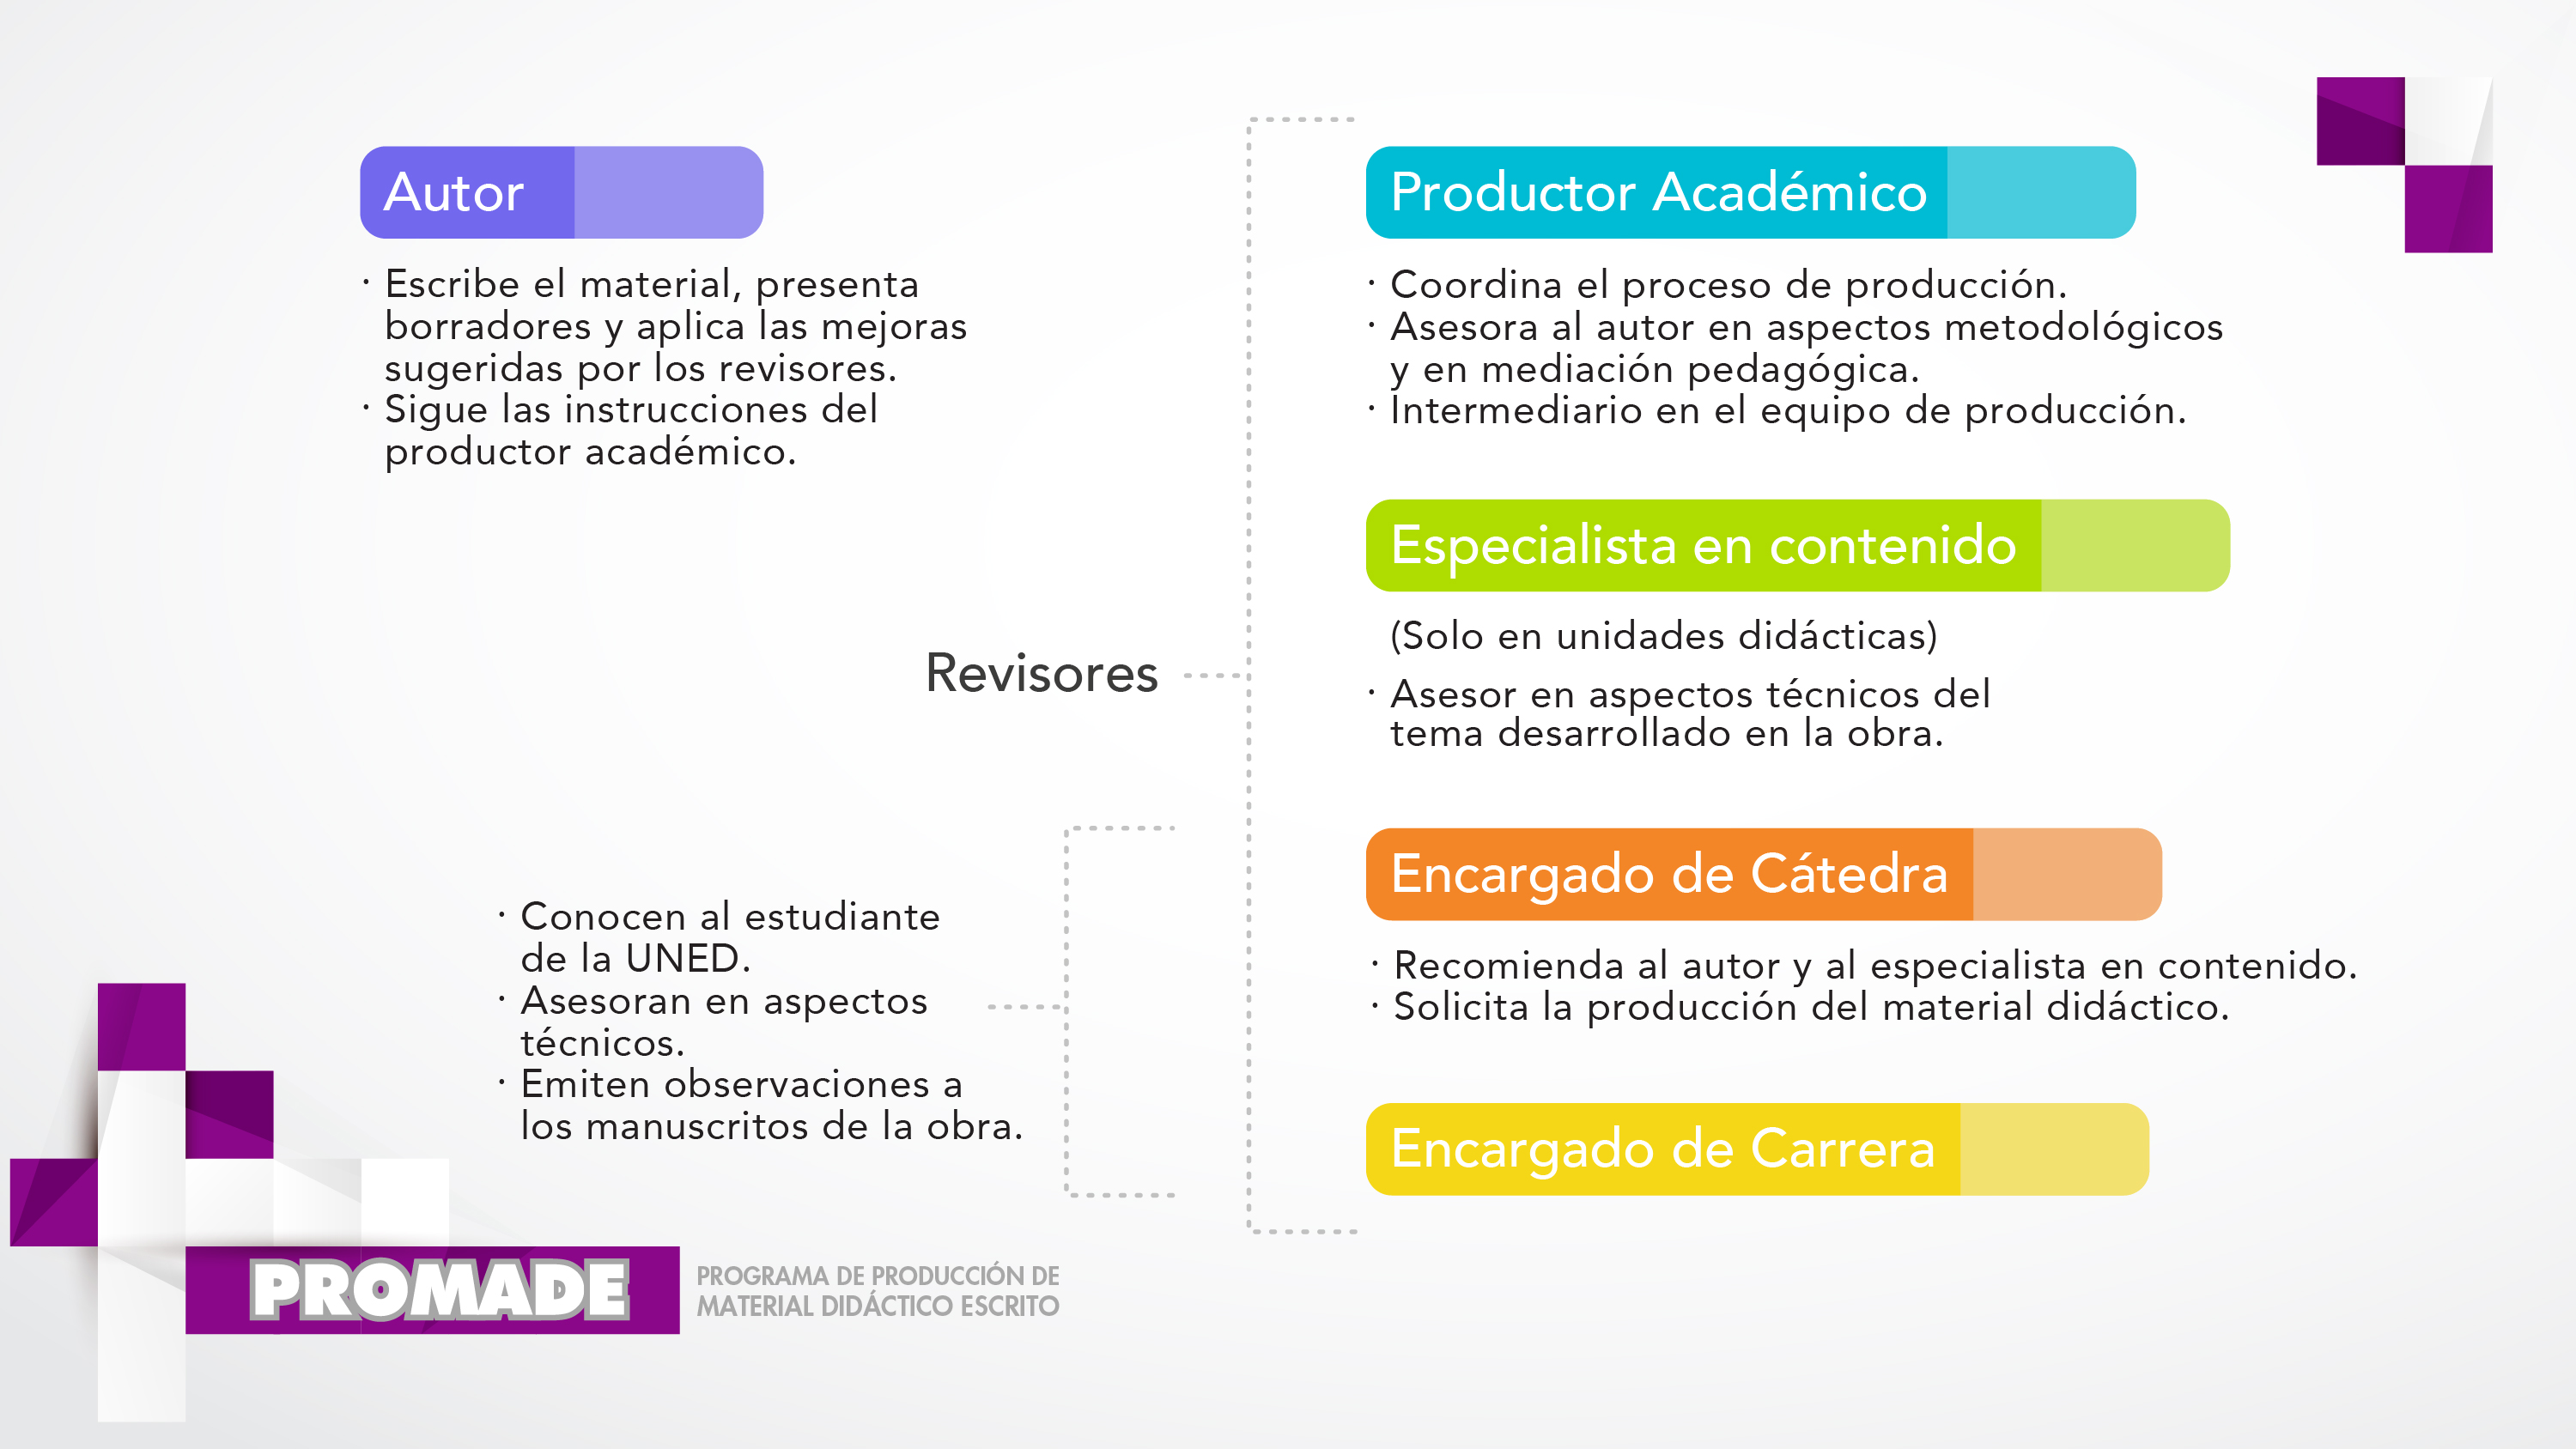 Autor
· Escribe el material, presenta
borradores y aplica las mejoras
sugeridas por los revisores.
· Sigue las instrucciones del
productor académico.
Revisores
Productor Académico
· Coordina el proceso de producción.
· Asesora al autor en aspectos metodológicos
y en mediación pedagógica.
· Intermediario en el equipo de producción.
Especialista en contenido
(Solo en unidades didácticas)
· Asesor en aspectos técnicos del
tema desarrollado en la obra.
Encargado de Cátedra
· Recomienda al autor y al especialista en contenido.
· Solicita la producción del material didáctico.
Encargado de Carrera
· Conocen al estudiante
de la UNED.
· Asesoran en aspectos
técnicos.
· Emiten observaciones a
los manuscritos de la obra.
PROMADE
PROGRAMA DE PRODUCCIÓN DE
MATERIAL DIDÁCTICO ESCRITO